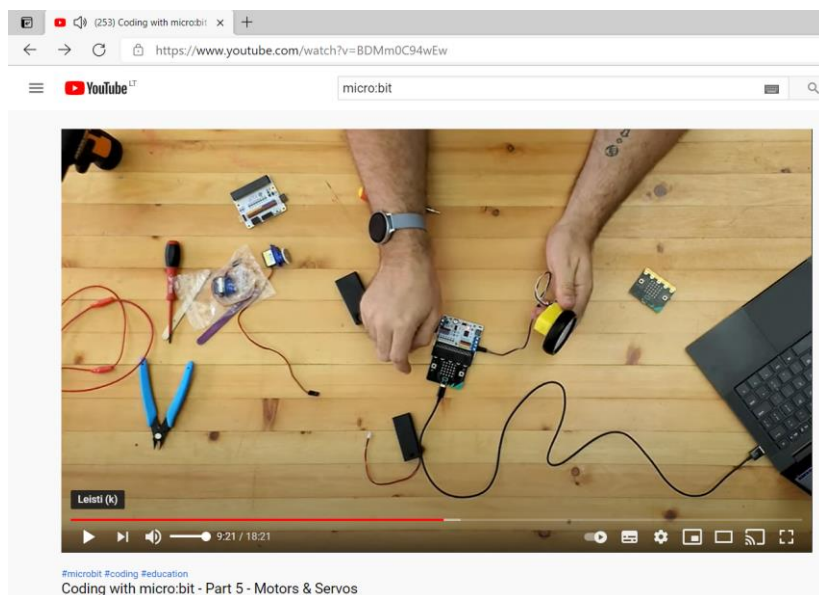 (253) Coding with micro:bit
https://www.youtube.com/watch?v=BDMm0C94wEw
YouTube LT
micro:bit
Leisti (k)
9:21 / 18:21
#microbit #coding #education
Coding with micro:bit - Part 5 - Motors & Servos